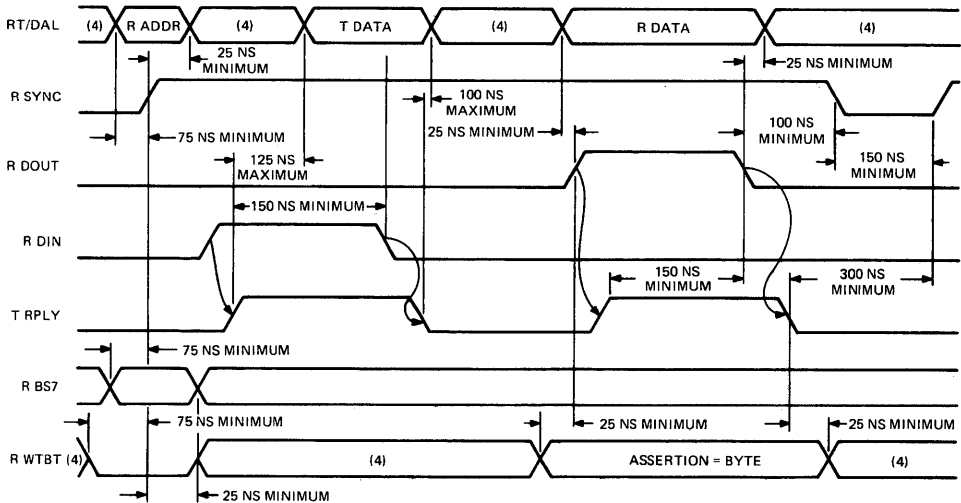 RT/DAL (4) R ADDR (4) T DATA (4) R DATA (4)
25 NS
MINIMUM
25 NS MINIMUM
R SYNC
100 NS
MAXIMUM
75 NS MINIMUM
25 NS MINIMUM
100 NS
MINIMUM
150 NS
MINIMUM
R DOUT
125 NS
MAXIMUM
150 NS MINIMUM
R DIN
150 NS
MINIMUM
300 NS
MINIMUM
T RPLY
75 NS MINIMUM
R BS7
75 NS MINIMUM
25 NS MINIMUM
25 NS MINIMUM
R WTBT (4) (4) ASSERTION = BYTE (4)
25 NS MINIMUM